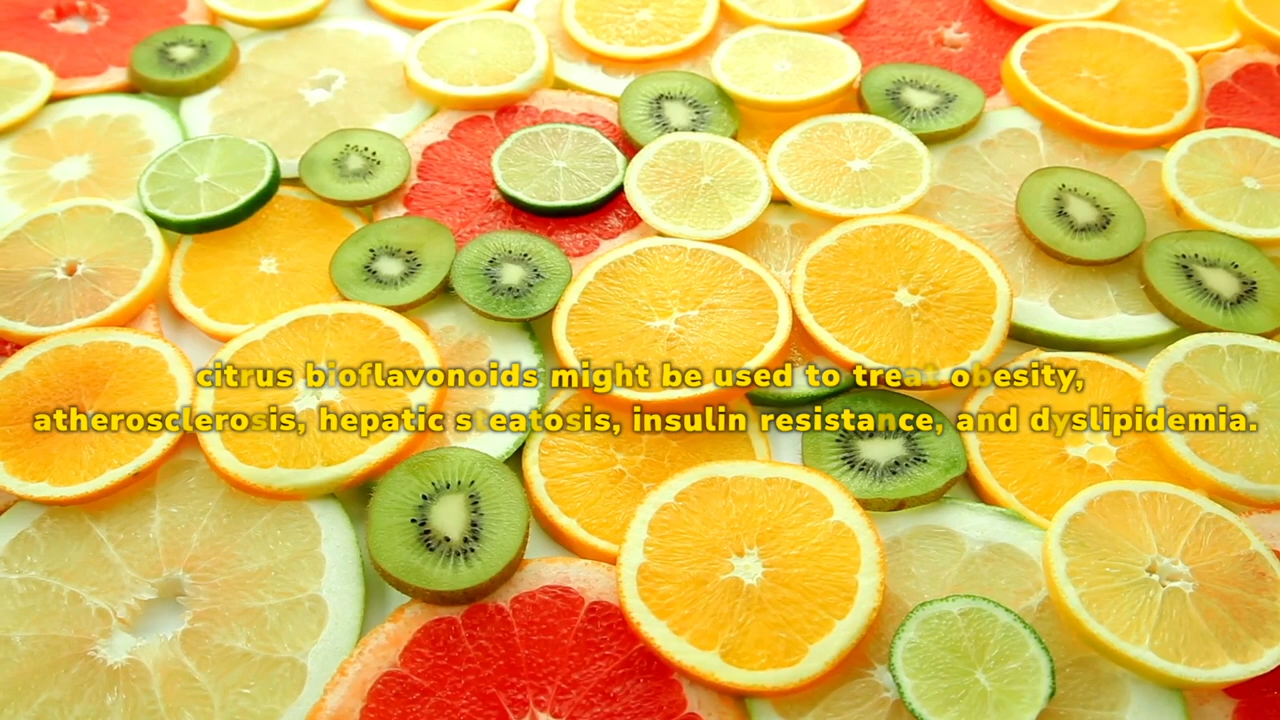 citrus bioflavonoids might be used to treat obesity,
atherosclerosis, hepatic steatosis, insulin resistance, and dyslipidemia.